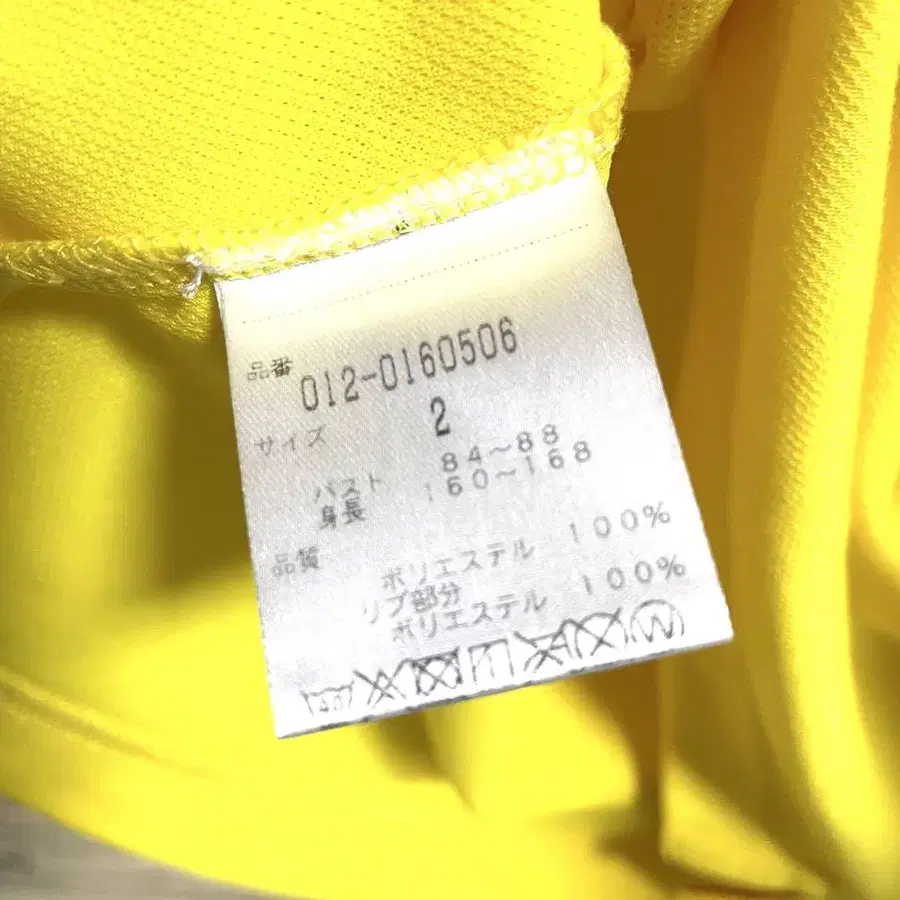 品番 012-0160506
サイズ 2
バスト 84〜88
身長 160〜168
品質 ポリエステル 100%
リブ部分
ポリエステル 100%
40 W